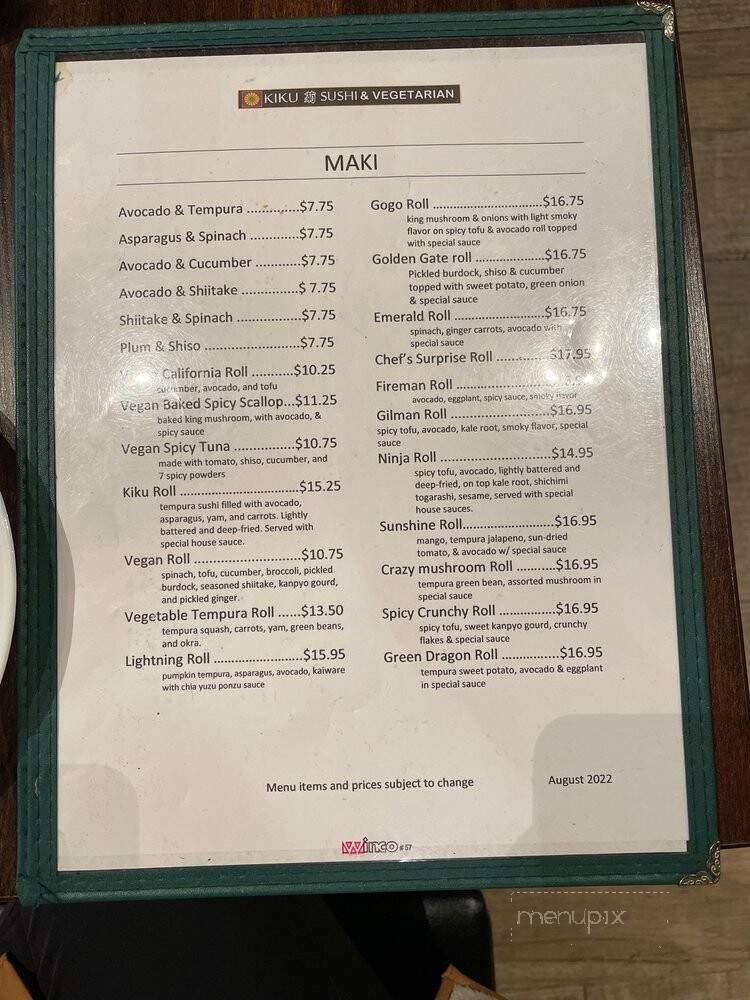 KIKU SUSHI & VEGETARIAN
MAKI
Avocado & Tempura ..............$7.75
Asparagus & Spinach ............$7.75
Avocado & Cucumber ...........$7.75
Avocado & Shiitake ..............$ 7.75
Shiitake & Spinach ................$7.75
Plum & Shiso .........................$7.75
California Roll ...........$10.25
cucumber, avocado, and tofu
Vegan Baked Spicy Scallop...$11.25
baked king mushroom, with avocado, &
spicy sauce
Vegan Spicy Tuna ................$10.75
made with tomato, shiso, cucumber, and
7 spicy powders
Kiku Roll ...............................$15.25
tempura sushi filled with avocado,
asparagus, yam, and carrots. Lightly
battered and deep-fried. Served with
special house sauce.
Vegan Roll ............................$10.75
spinach, tofu, cucumber, broccoli, pickled
burdock, seasoned shiitake, kanpyo gourd,
and pickled ginger.
Vegetable Tempura Roll ......$13.50
tempura squash, carrots, yam, green beans,
and okra.
Lightning Roll ........................$15.95
pumpkin tempura, asparagus, avocado, kaiware
with chia yuzu ponzu sauce
Gogo Roll ................................$16.75
king mushroom & onions with light smoky
flavor on spicy tofu & avocado roll topped
with special sauce
Golden Gate roll .....................$16.75
Pickled burdock, shiso & cucumber
topped with sweet potato, green onion
& special sauce
Emerald Roll ...........................$16.75
spinach, ginger carrots, avocado with
special sauce
Chef's Surprise Roll ..............$17.95
Fireman Roll ............................
avocado, eggplant, spicy sauce, smoky flavor
Gilman Roll ..............................$16.95
spicy tofu, avocado, kale root, smoky flavor, special
sauce
Ninja Roll ................................$14.95
spicy tofu, avocado, lightly battered and
deep-fried, on top kale root, shichimi
togarashi, sesame, served with special
house sauces.
Sunshine Roll.........................$16.95
mango, tempura jalapeno, sun-dried
tomato, & avocado w/ special sauce
Crazy mushroom Roll ...........$16.95
tempura green bean, assorted mushroom in
special sauce
Spicy Crunchy Roll .................$16.95
spicy tofu, sweet kanpyo gourd, crunchy
flakes & special sauce
Green Dragon Roll .................$16.95
tempura sweet potato, avocado & eggplant
in special sauce
Menu items and prices subject to change
August 2022
winco #57
menupix